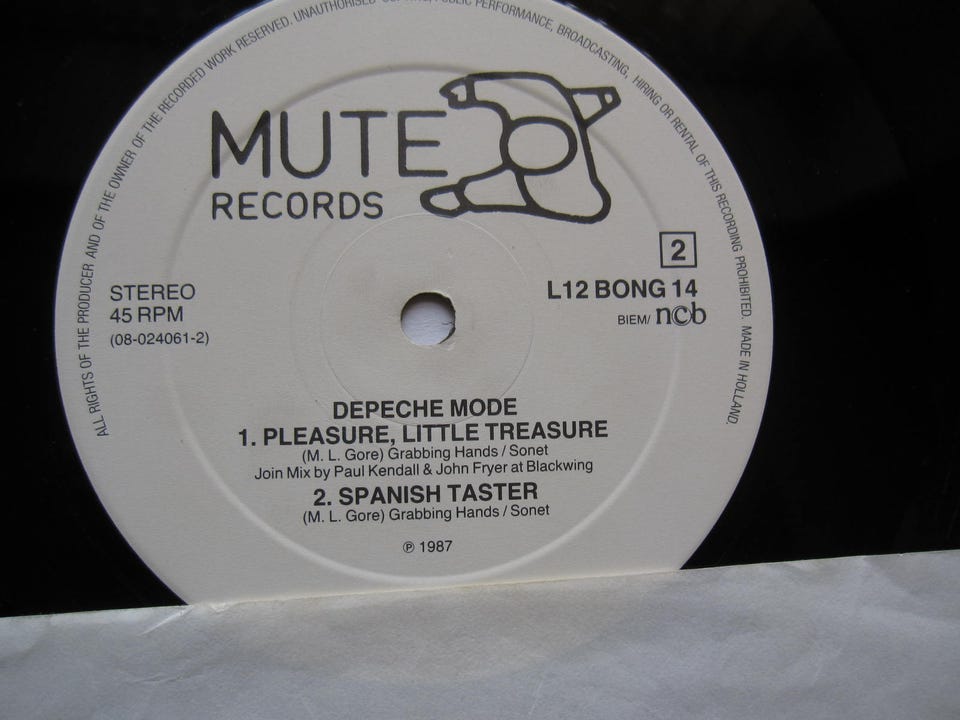 ALL RIGHTS OF THE PRODUCER AND OF THE OWNER OF THE RECORDED WORK RESERVED. UNAUTHORISED PUBLIC PERFORMANCE, BROADCASTING, HIRING OR RENTAL OF THIS RECORDING PROHIBITED. MADE IN HOLLAND.
MUTE
RECORDS
2
STEREO
L12 BONG 14
45 RPM
BIEM/ ncb
(08-024061-2)
DEPECHE MODE
1. PLEASURE, LITTLE TREASURE
(M. L. Gore) Grabbing Hands / Sonet
Join Mix by Paul Kendall & John Fryer at Blackwing
2. SPANISH TASTER
(M. L. Gore) Grabbing Hands / Sonet
℗ 1987